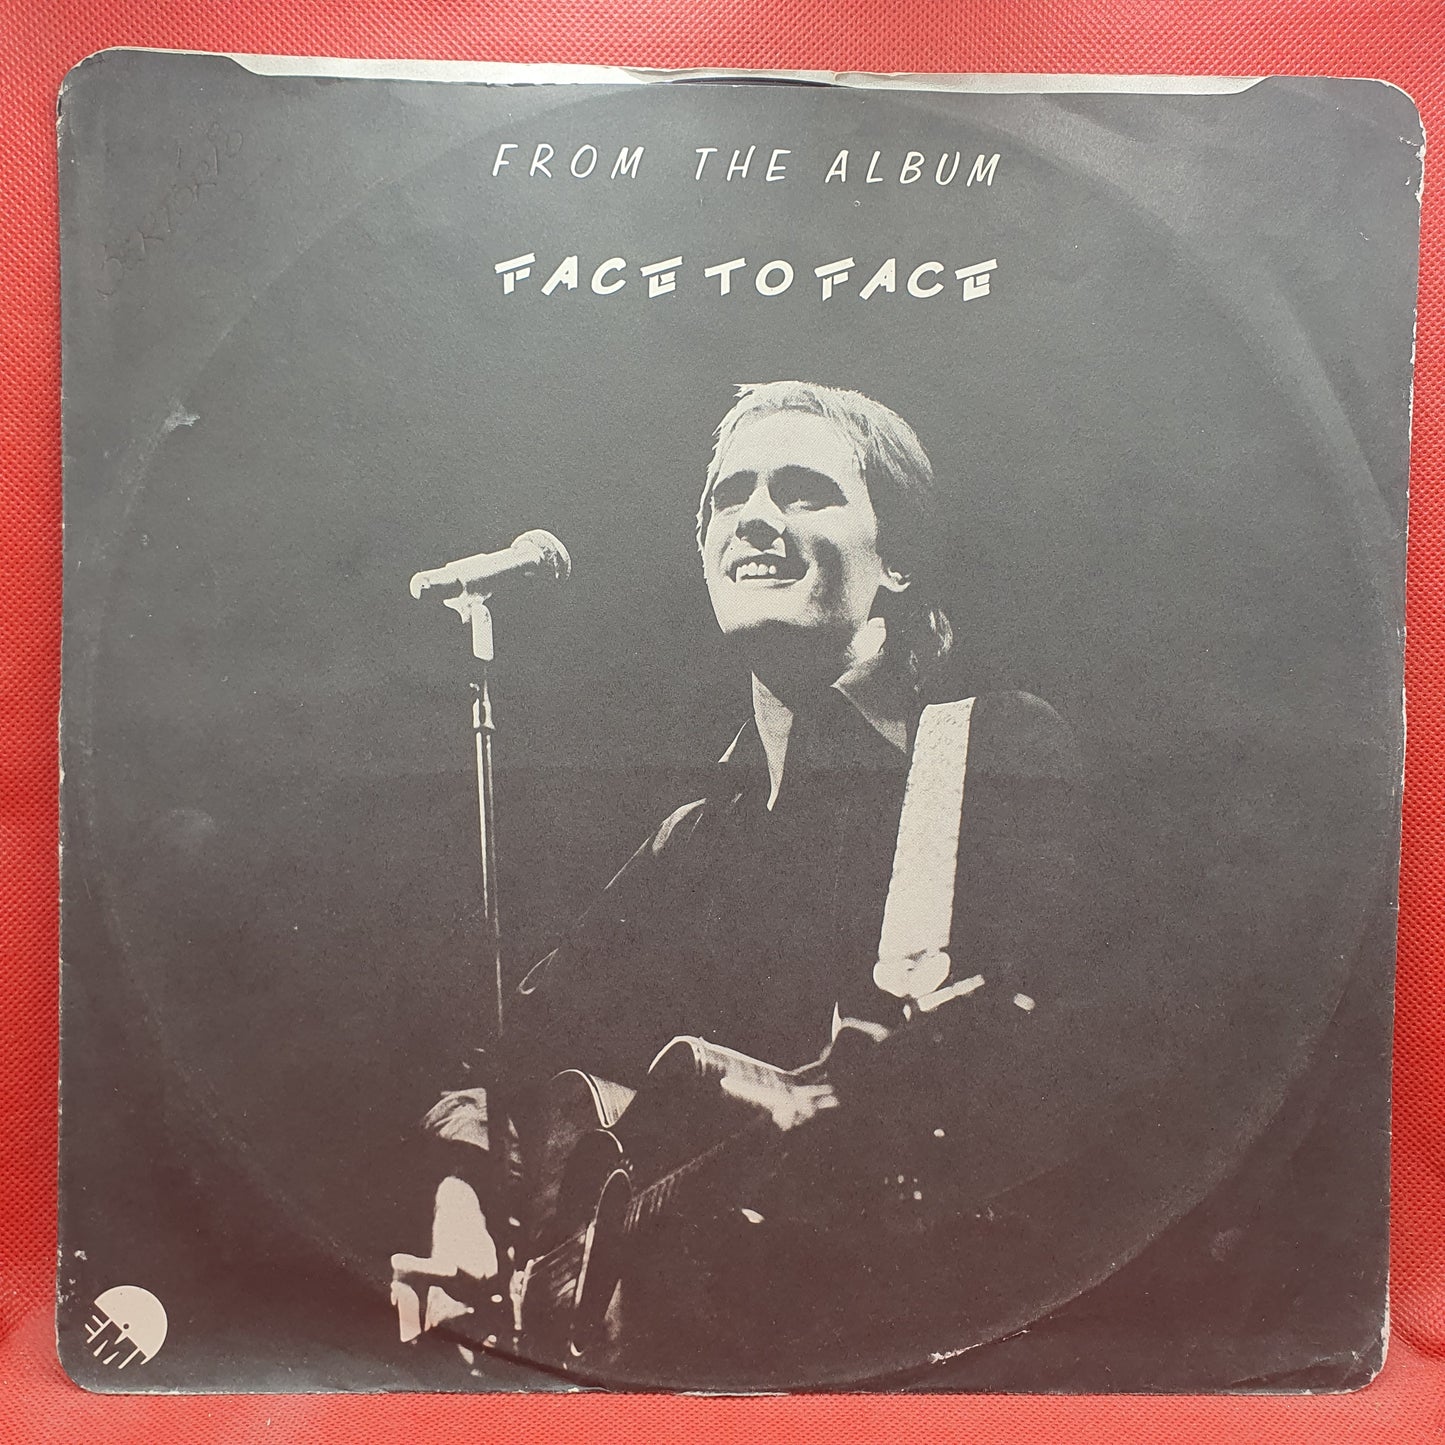 FROM THE ALBUM
FACE TO FACE
EMI